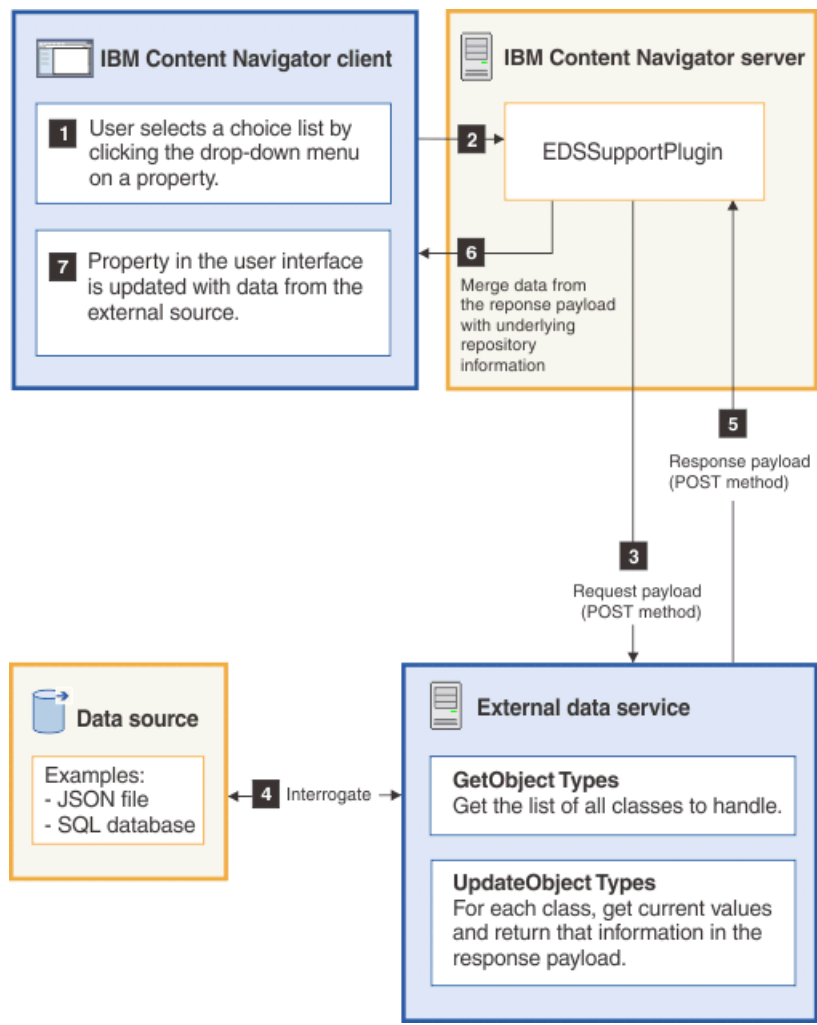 IBM Content Navigator client
1 User selects a choice list by
clicking the drop-down menu
on a property.
7 Property in the user interface
is updated with data from the
external source.
2
IBM Content Navigator server
EDSSupportPlugin
6
Merge data from
the reponse payload
with underlying
repository
information
5
Response payload
(POST method)
3
Request payload
(POST method)
Data source
Examples:
- JSON file
- SQL database
4 Interrogate
External data service
GetObject Types
Get the list of all classes to handle.
UpdateObject Types
For each class, get current values
and return that information in the
response payload.